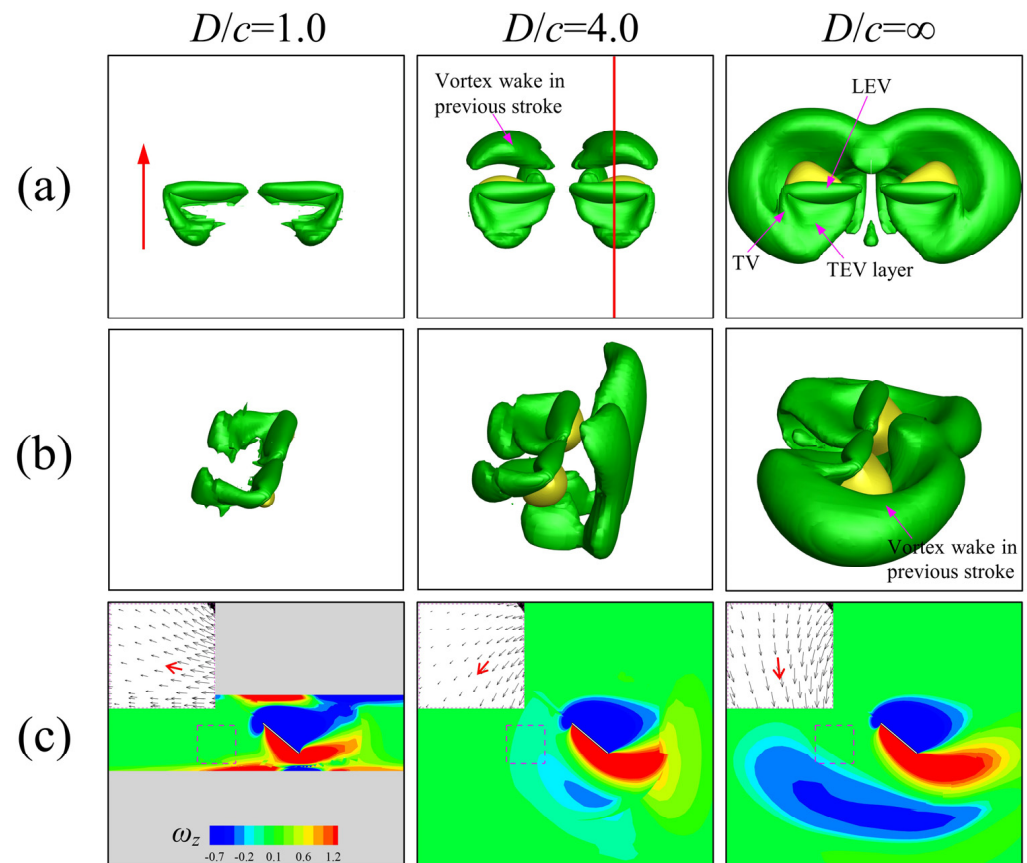 D/c=1.0
D/c=4.0
D/c=∞
(a)
Vortex wake in
previous stroke
LEV
TV
TEV layer
(b)
Vortex wake in
previous stroke
(c)
ω_z
-0.7 -0.2 0.1 0.6 1.2